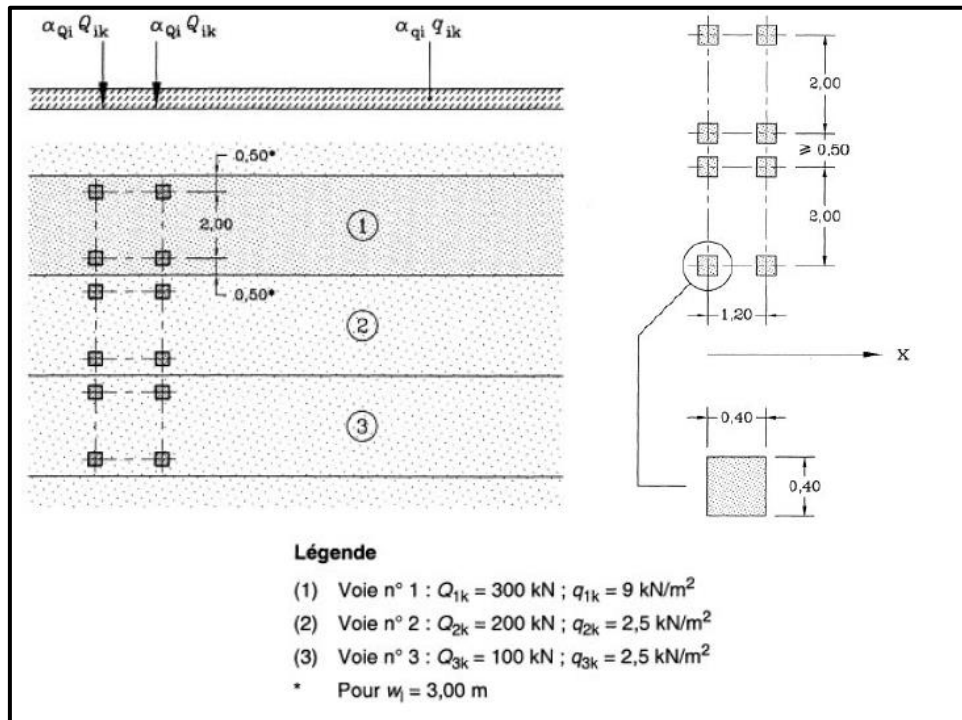 α_Qi Q_ik α_Qi Q_ik α_qi q_ik
0,50*
2,00
0,50*
1
2
3
2,00
⩾ 0,50
2,00
1,20
X
0,40
0,40
Légende
(1) Voie n° 1 : Q_1k = 300 kN ; q_1k = 9 kN/m²
(2) Voie n° 2 : Q_2k = 200 kN ; q_2k = 2,5 kN/m²
(3) Voie n° 3 : Q_3k = 100 kN ; q_3k = 2,5 kN/m²
* Pour w_l = 3,00 m